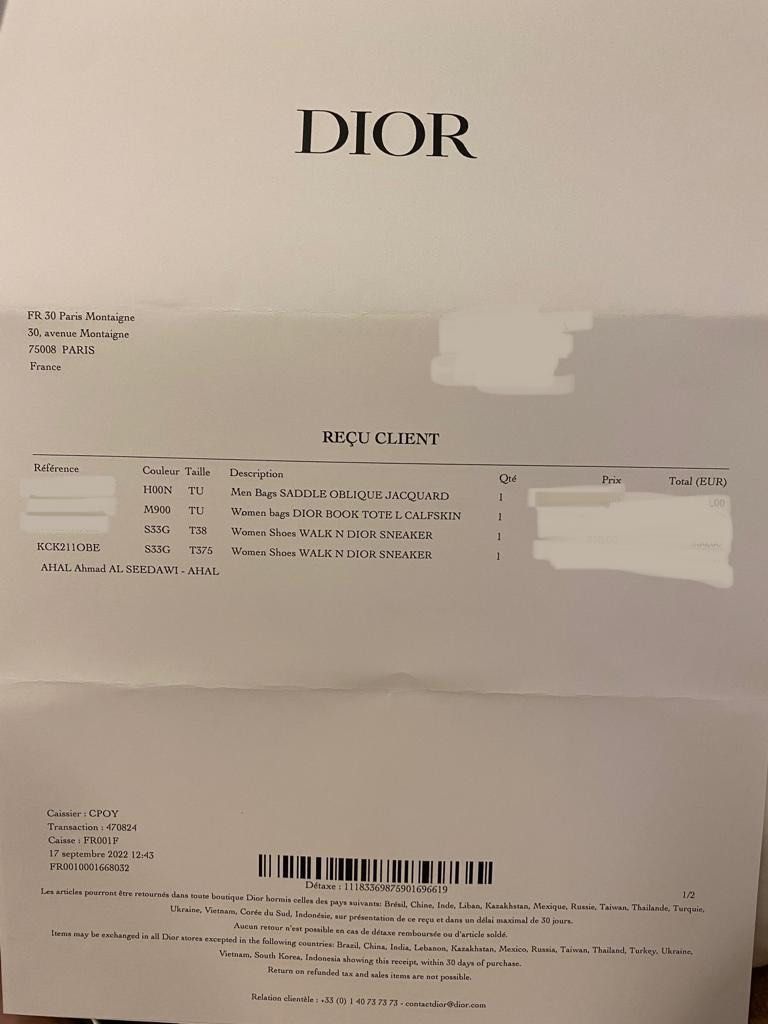 DIOR
FR 30 Paris Montaigne
30, avenue Montaigne
75008 PARIS
France
REÇU CLIENT
Référence Couleur Taille Description Qté Prix Total (EUR)
H00N TU Men Bags SADDLE OBLIQUE JACQUARD 1
M900 TU Women bags DIOR BOOK TOTE L CALFSKIN 1
S33G T38 Women Shoes WALK N DIOR SNEAKER 1
KCK211OBE S33G T375 Women Shoes WALK N DIOR SNEAKER 1
AHAL Ahmad AL SEEDAWI - AHAL
Caissier : CPOY
Transaction : 470824
Caisse : FR001F
17 septembre 2022 12:43
FR0010001668032
Détaxe : 11183369875901696619
1/2
Les articles pourront être retournés dans toute boutique Dior hormis celles des pays suivants: Brésil, Chine, Inde, Liban, Kazakhstan, Mexique, Russie, Taiwan, Thailande, Turquie,
Ukraine, Vietnam, Corée du Sud, Indonésie, sur présentation de ce reçu et dans un délai maximal de 30 jours.
Aucun retour n'est possible en cas de détaxe remboursée ou d'article soldé.
Items may be exchanged in all Dior stores excepted in the following countries: Brazil, China, India, Lebanon, Kazakhstan, Mexico, Russia, Taiwan, Thailand, Turkey, Ukraine,
Vietnam, South Korea, Indonesia showing this receipt, within 30 days of purchase.
Return on refunded tax and sales items are not possible.
Relation clientèle : +33 (0) 1 40 73 73 73 - contactdior@dior.com